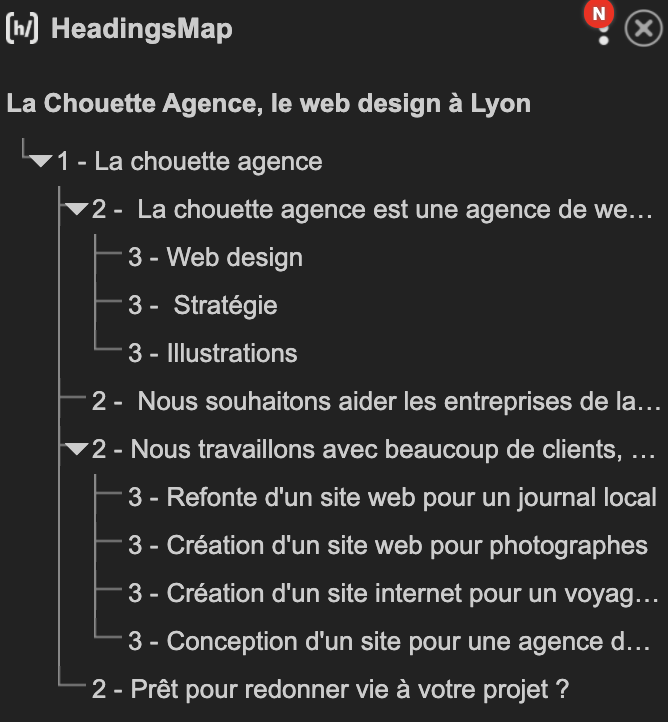 [h/] HeadingsMap
N
La Chouette Agence, le web design à Lyon
1 - La chouette agence
2 - La chouette agence est une agence de we…
3 - Web design
3 - Stratégie
3 - Illustrations
2 - Nous souhaitons aider les entreprises de la…
2 - Nous travaillons avec beaucoup de clients, …
3 - Refonte d'un site web pour un journal local
3 - Création d'un site web pour photographes
3 - Création d'un site internet pour un voyag…
3 - Conception d'un site pour une agence d…
2 - Prêt pour redonner vie à votre projet ?